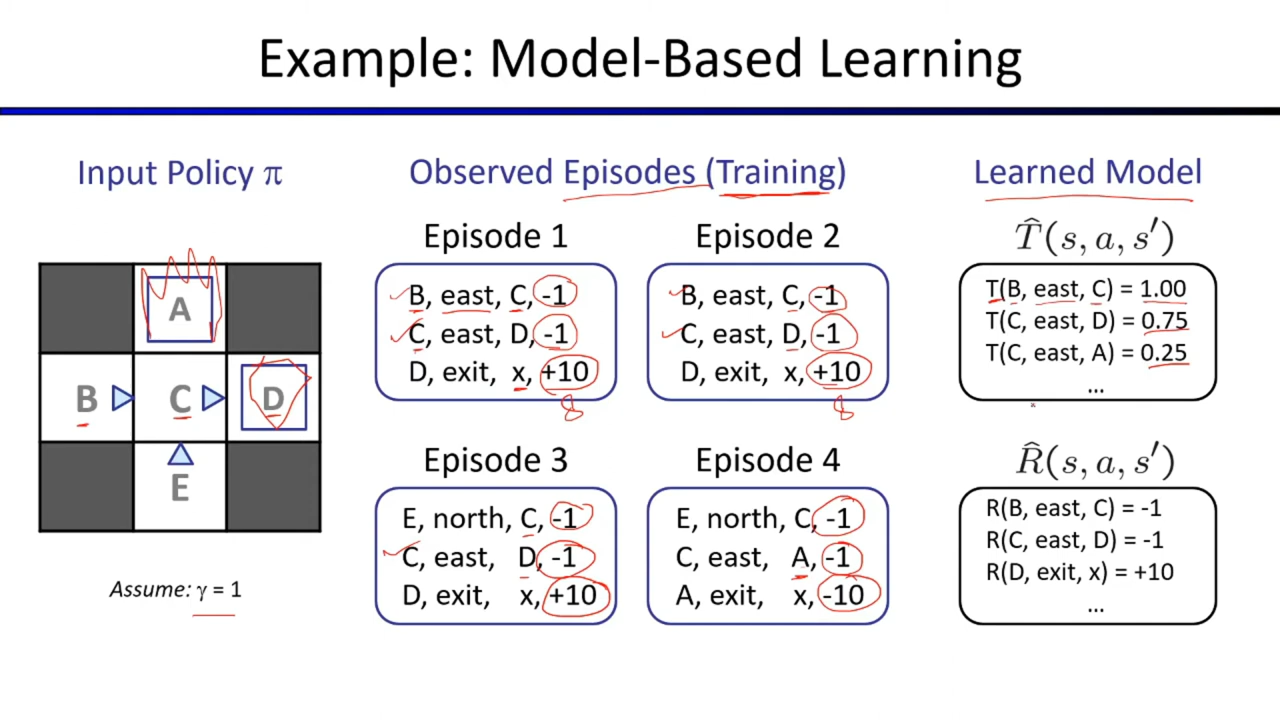 Example: Model-Based Learning
Input Policy π
A
B
C
D
E
Assume: γ = 1
Observed Episodes (Training)
Episode 1
B, east, C, -1
C, east, D, -1
D, exit, x, +10
8
Episode 2
B, east, C, -1
C, east, D, -1
D, exit, x, +10
8
Episode 3
E, north, C, -1
C, east, D, -1
D, exit, x, +10
Episode 4
E, north, C, -1
C, east, A, -1
A, exit, x, -10
Learned Model
T̂(s, a, s′)
T(B, east, C) = 1.00
T(C, east, D) = 0.75
T(C, east, A) = 0.25
...
R̂(s, a, s′)
R(B, east, C) = -1
R(C, east, D) = -1
R(D, exit, x) = +10
...